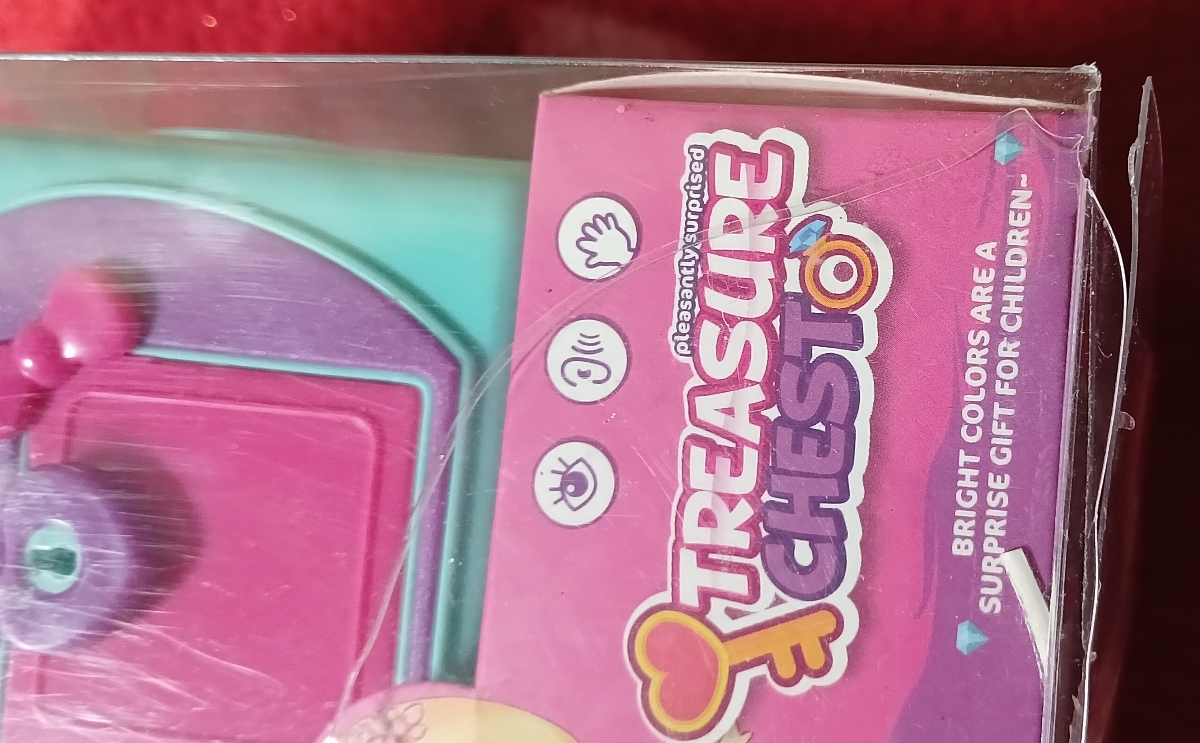 pleasantly surprised
TREASURE
CHEST
BRIGHT COLORS ARE A
SURPRISE GIFT FOR CHILDREN~